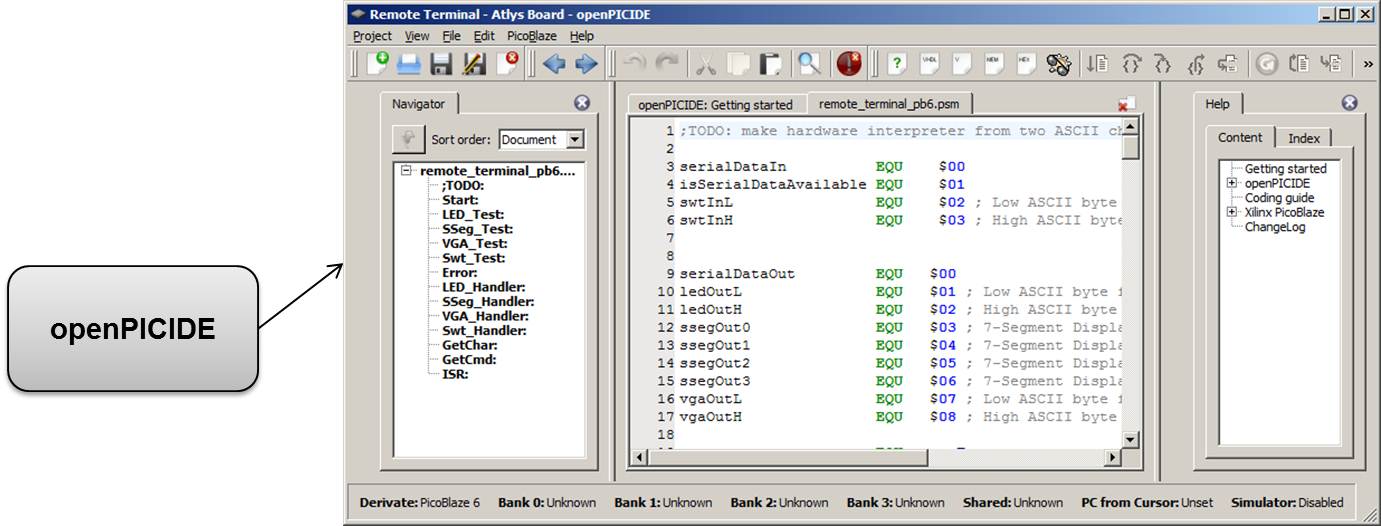 openPICIDE
Remote Terminal - Atlys Board - openPICIDE
Project View File Edit PicoBlaze Help
? VHDL V MEM HEX »
Navigator
Sort order: Document
remote_terminal_pb6....
;TODO:
Start:
LED_Test:
SSeg_Test:
VGA_Test:
Swt_Test:
Error:
LED_Handler:
SSeg_Handler:
VGA_Handler:
Swt_Handler:
GetChar:
GetCmd:
ISR:
openPICIDE: Getting started remote_terminal_pb6.psm
1 ;TODO: make hardware interpreter from two ASCII ch
2
3 serialDataIn EQU $00
4 isSerialDataAvailable EQU $01
5 swtInL EQU $02 ; Low ASCII byte
6 swtInH EQU $03 ; High ASCII byte
7
8
9 serialDataOut EQU $00
10 ledOutL EQU $01 ; Low ASCII byte f
11 ledOutH EQU $02 ; High ASCII byte
12 ssegOut0 EQU $03 ; 7-Segment Displa
13 ssegOut1 EQU $04 ; 7-Segment Displa
14 ssegOut2 EQU $05 ; 7-Segment Displa
15 ssegOut3 EQU $06 ; 7-Segment Displa
16 vgaOutL EQU $07 ; Low ASCII byte f
17 vgaOutH EQU $08 ; High ASCII byte
18
Help
Content Index
Getting started
openPICIDE
Coding guide
Xilinx PicoBlaze
ChangeLog
Derivate: PicoBlaze 6 Bank 0: Unknown Bank 1: Unknown Bank 2: Unknown Bank 3: Unknown Shared: Unknown PC from Cursor: Unset Simulator: Disabled